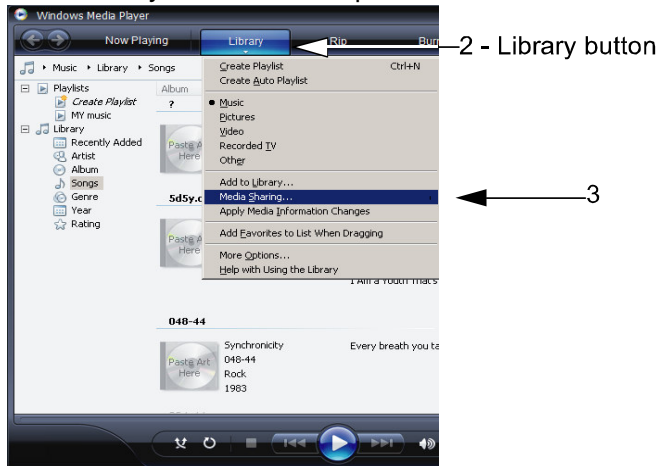 Windows Media Player
Now Playing Library Rip Burn
2 - Library button
Music Library Songs
Playlists
Create Playlist
MY music
Library
Recently Added
Artist
Album
Songs
Genre
Year
Rating
Create Playlist Ctrl+N
Create Auto Playlist
Music
Pictures
Video
Recorded TV
Other
Add to Library...
Media Sharing...
Apply Media Information Changes
Add Favorites to List When Dragging
More Options...
Help with Using the Library
3
Album
?
Paste A
Here
5d5y.c
Paste A
Here
I Am a Youth That's
048-44
Paste Art
Here
Synchronicity
048-44
Rock
1983
Every breath you ta